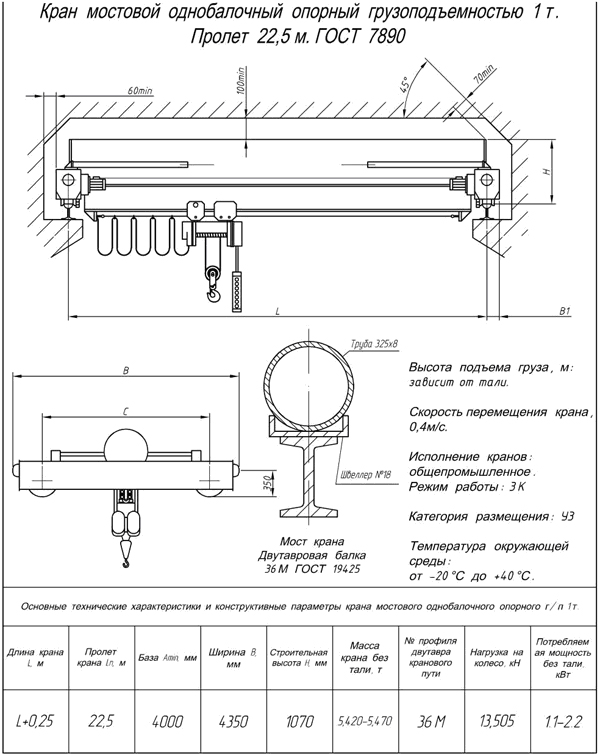 Кран мостовой однобалочный опорный грузоподъемностью 1 т.
Пролет 22,5 м. ГОСТ 7890
60min
100min
45°
70min
H
L
B1
B
C
350
Труба 325х8
Швеллер №18
Мост крана
Двутавровая балка
36 М ГОСТ 19425
Высота подъема груза, м:
зависит от тали.
Скорость перемещения крана,
0,4м/с.
Исполнение кранов:
общепромышленное.
Режим работы: 3К
Категория размещения: У3
Температура окружающей
среды:
от -20 °С до +40 °С.
Основные технические характеристики и конструктивные параметры крана мостового однобалочного опорного г/п 1т.
Длина крана
L, м
Пролет
крана Lп, м
База Amin, мм
Ширина B,
мм
Строительная
высота H, мм
Масса
крана без
тали, т
№ профиля
двутавра
кранового
пути
Нагрузка на
колесо, кН
Потребляем
ая мощность
без тали,
кВт
L+0,25
22,5
4000
4350
1070
5,420-5,470
36 М
13,505
1.1-2.2